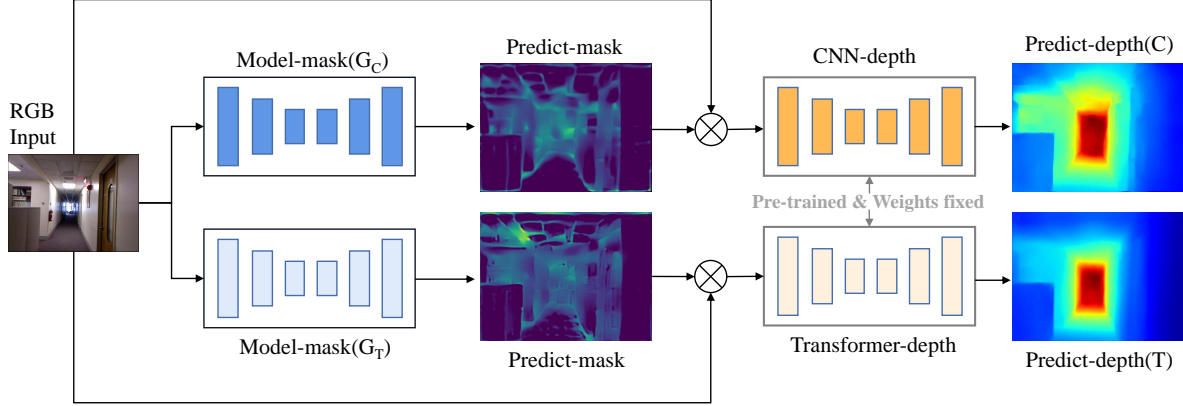 Predict-mask
Predict-depth(C)
Model-mask(G_C)
CNN-depth
RGB
Input
Pre-trained & Weights fixed
Model-mask(G_T)
Transformer-depth
Predict-mask
Predict-depth(T)